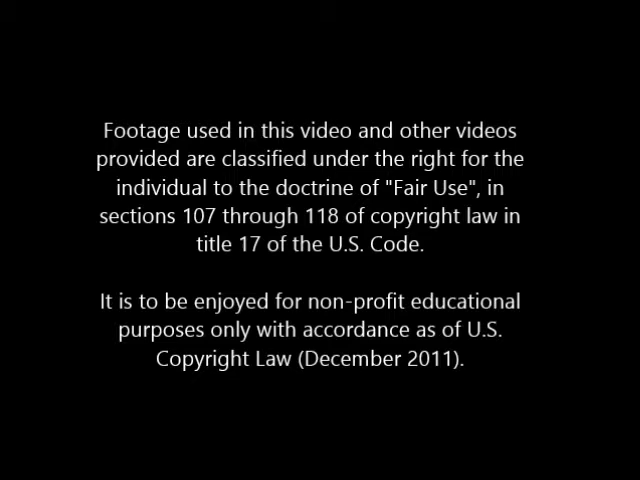 Footage used in this video and other videos
provided are classified under the right for the
individual to the doctrine of "Fair Use", in
sections 107 through 118 of copyright law in
title 17 of the U.S. Code.
It is to be enjoyed for non-profit educational
purposes only with accordance as of U.S.
Copyright Law (December 2011).